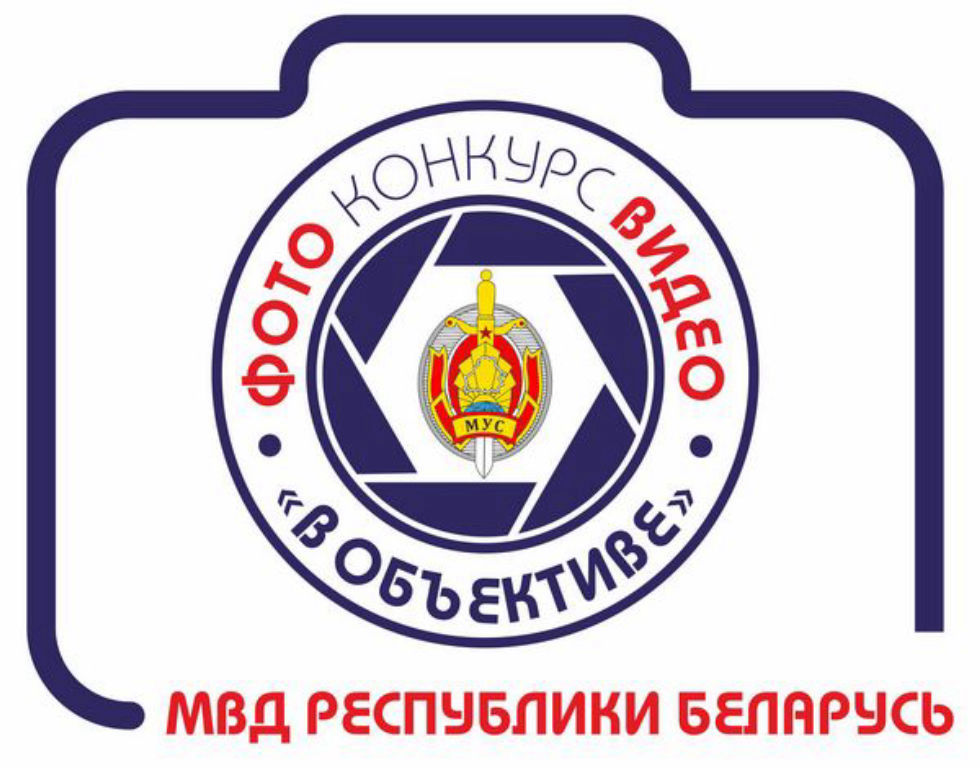 ФОТО КОНКУРС ВИДЕО
«В ОБЪЕКТИВЕ»
МУС
МВД РЕСПУБЛИКИ БЕЛАРУСЬ